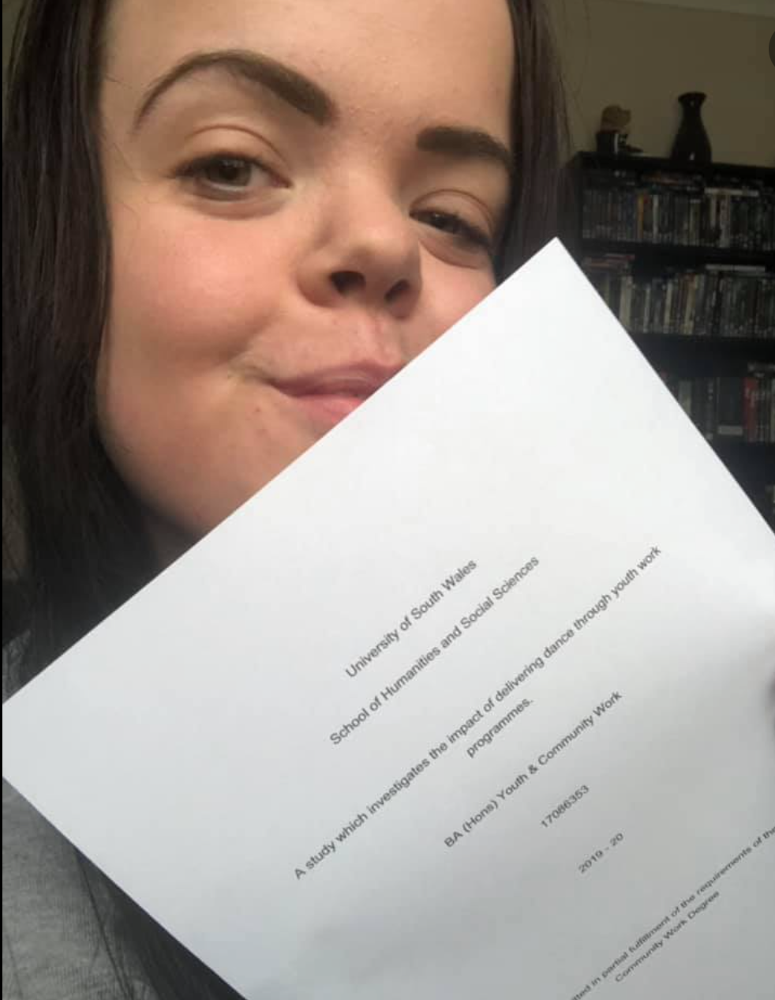 University of South Wales
School of Humanities and Social Sciences
A study which investigates the impact of delivering dance through youth work
programmes.
BA (Hons) Youth & Community Work
17086353
2019 - 20
in partial fulfillment of the requirements of the
Community Work Degree